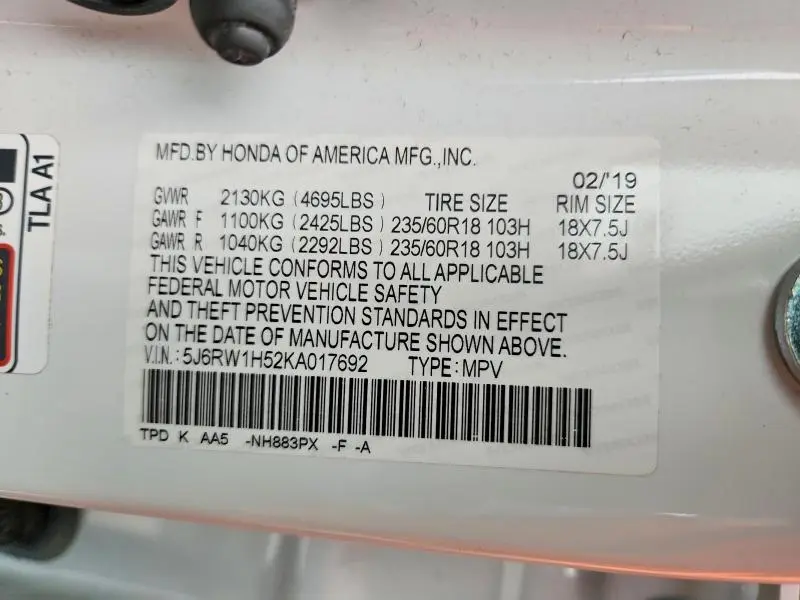 MFD.BY HONDA OF AMERICA MFG.,INC.
02/'19
GVWR 2130KG (4695LBS) TIRE SIZE RIM SIZE
GAWR F 1100KG (2425LBS) 235/60R18 103H 18X7.5J
GAWR R 1040KG (2292LBS) 235/60R18 103H 18X7.5J
THIS VEHICLE CONFORMS TO ALL APPLICABLE
FEDERAL MOTOR VEHICLE SAFETY
AND THEFT PREVENTION STANDARDS IN EFFECT
ON THE DATE OF MANUFACTURE SHOWN ABOVE.
V.I.N.: 5J6RW1H52KA017692 TYPE:MPV
TPD K AA5 -NH883PX -F -A
TLA A1